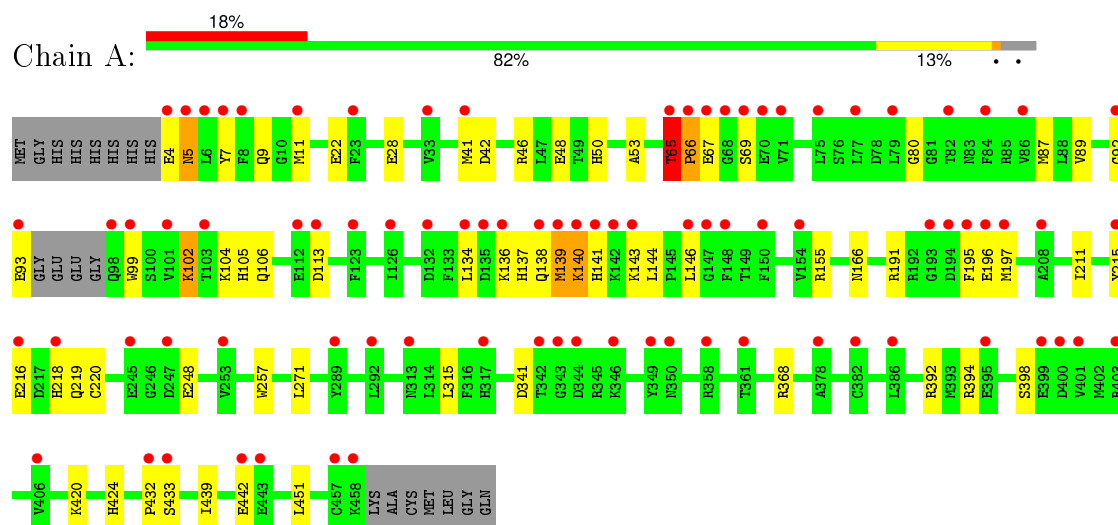 18%
Chain A:
82% 13% • •
MET GLY HIS HIS HIS HIS HIS HIS E4 N5 L6 Y7 F8 Q9 G10 M11 E22 F23 E28 V33 M41 D42 R46 L47 E48 T49 H50 A53 T65 P66 E67 G68 S69 E70 V71 L75 S76 L77 D78 L79 G80 G81 T82 N83 F84 R85 V86 M87 L88 V89 G92
E93 GLY GLU GLU GLY Q98 W99 S100 V101 K102 T103 K104 H105 Q106 E112 D113 F123 I126 D132 F133 L134 D135 K136 H137 Q138 M139 K140 H141 K142 K143 L144 P145 L146 G147 F148 T149 F150 V154 R155 N166 R191 R192 G193 D194 F195 E196 M197 A208 I211 Y215
E216 D217 H218 Q219 C220 E245 G246 D247 E248 V253 W257 L271 Y289 L292 N313 L314 L315 F316 H317 D341 T342 G343 D344 R345 K346 Y349 N350 R358 T361 R368 A378 C382 L386 R392 M393 R394 E395 S398 E399 D400 V401 M402 R403
V406 K420 H424 P432 S433 I439 E442 E443 L451 C457 K458 LYS ALA CYS MET LEU GLY GLN